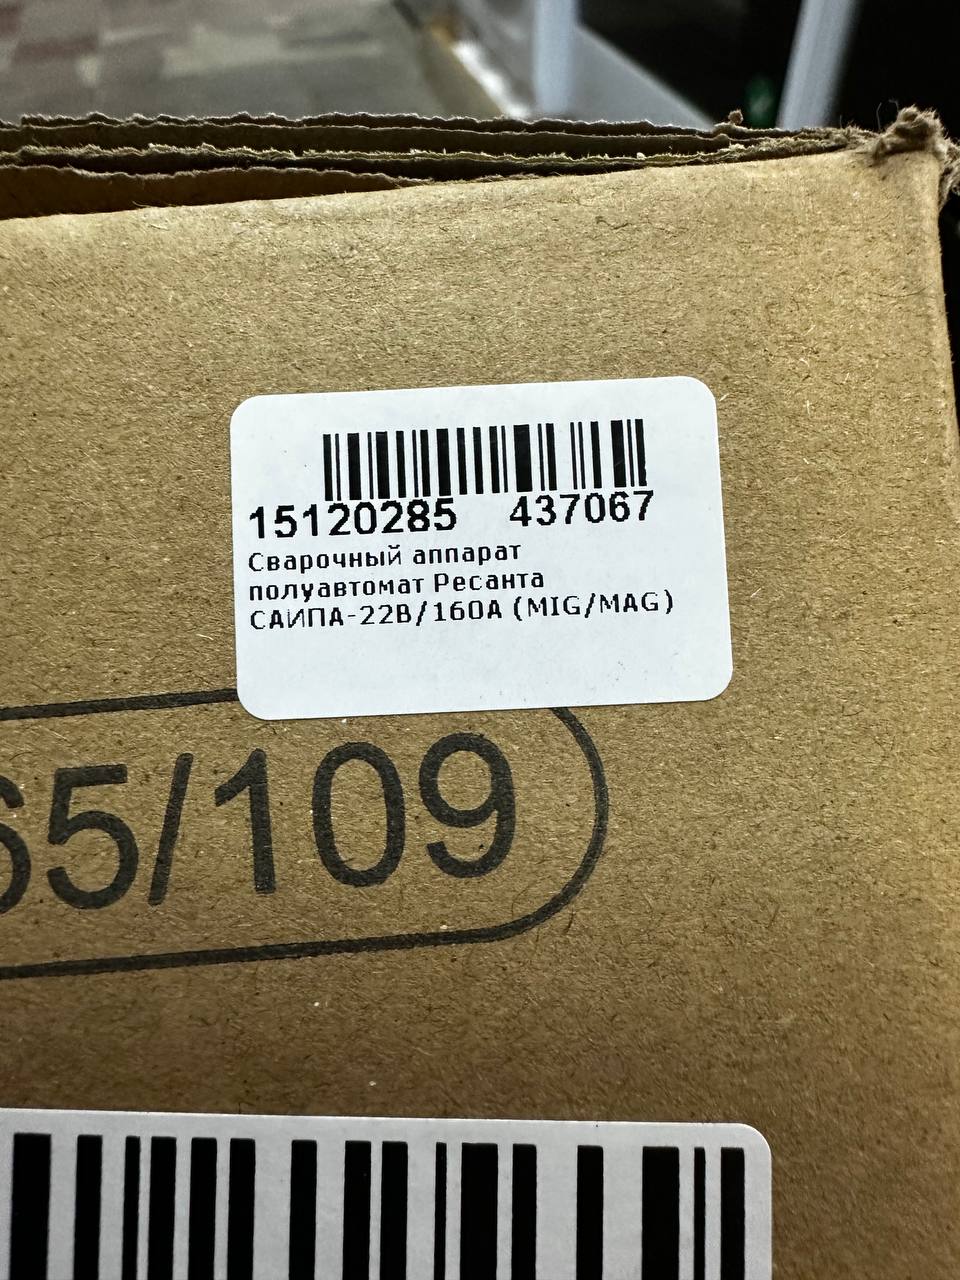 15120285 437067
Сварочный аппарат
полуавтомат Ресанта
САИПА-22В/160А (MIG/MAG)
65/109